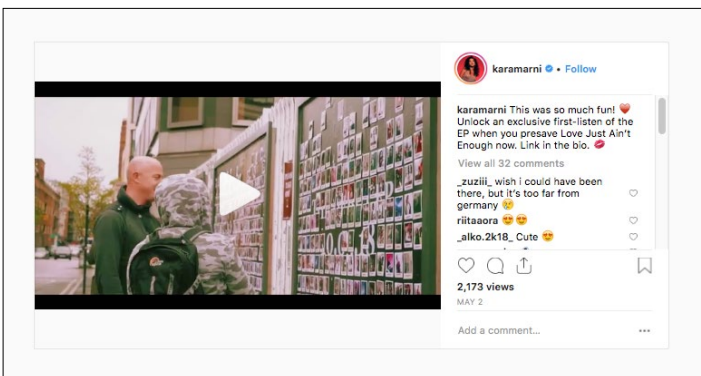 karamarni • Follow
karamarni This was so much fun! ❤️
Unlock an exclusive first-listen of the
EP when you presave Love Just Ain't
Enough now. Link in the bio. 💋
View all 32 comments
_zuziii_ wish i could have been
there, but it's too far from
germany 😢
riitaaora 😍😍
_alko.2k18_ Cute 😍
2,173 views
MAY 2
Add a comment...